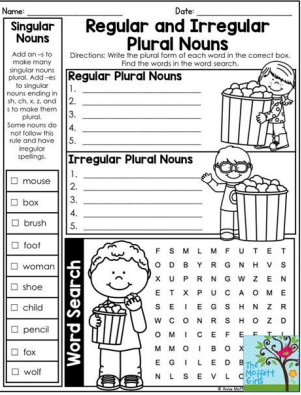 Name:
Date:
Singular
Nouns
Add an –s to
make many
singular nouns
plural. Add –es
to singular
nouns ending in
sh, ch, x, z, and
s to make them
plural.
Some nouns do
not follow this
rule and have
irregular
spellings.
mouse
box
brush
foot
woman
shoe
child
pencil
fox
wolf
Regular and Irregular
Plural Nouns
Directions: Write the plural form of each word in the correct box.
Find the words in the word search.
Regular Plural Nouns
1.
2.
3.
4.
5.
Irregular Plural Nouns
1.
2.
3.
4.
5.
Word Search
F S M L M F U T E T
O D B Y R G N H V S
X U P R N G W Z E N
E T X P U C A O M E
S E I E G S H N Z R
W C O N R S H O Z D
O M I C E F E E T
M M O I B O X
E G I L E D B
N L S E V L
The
Moffatt
Girls